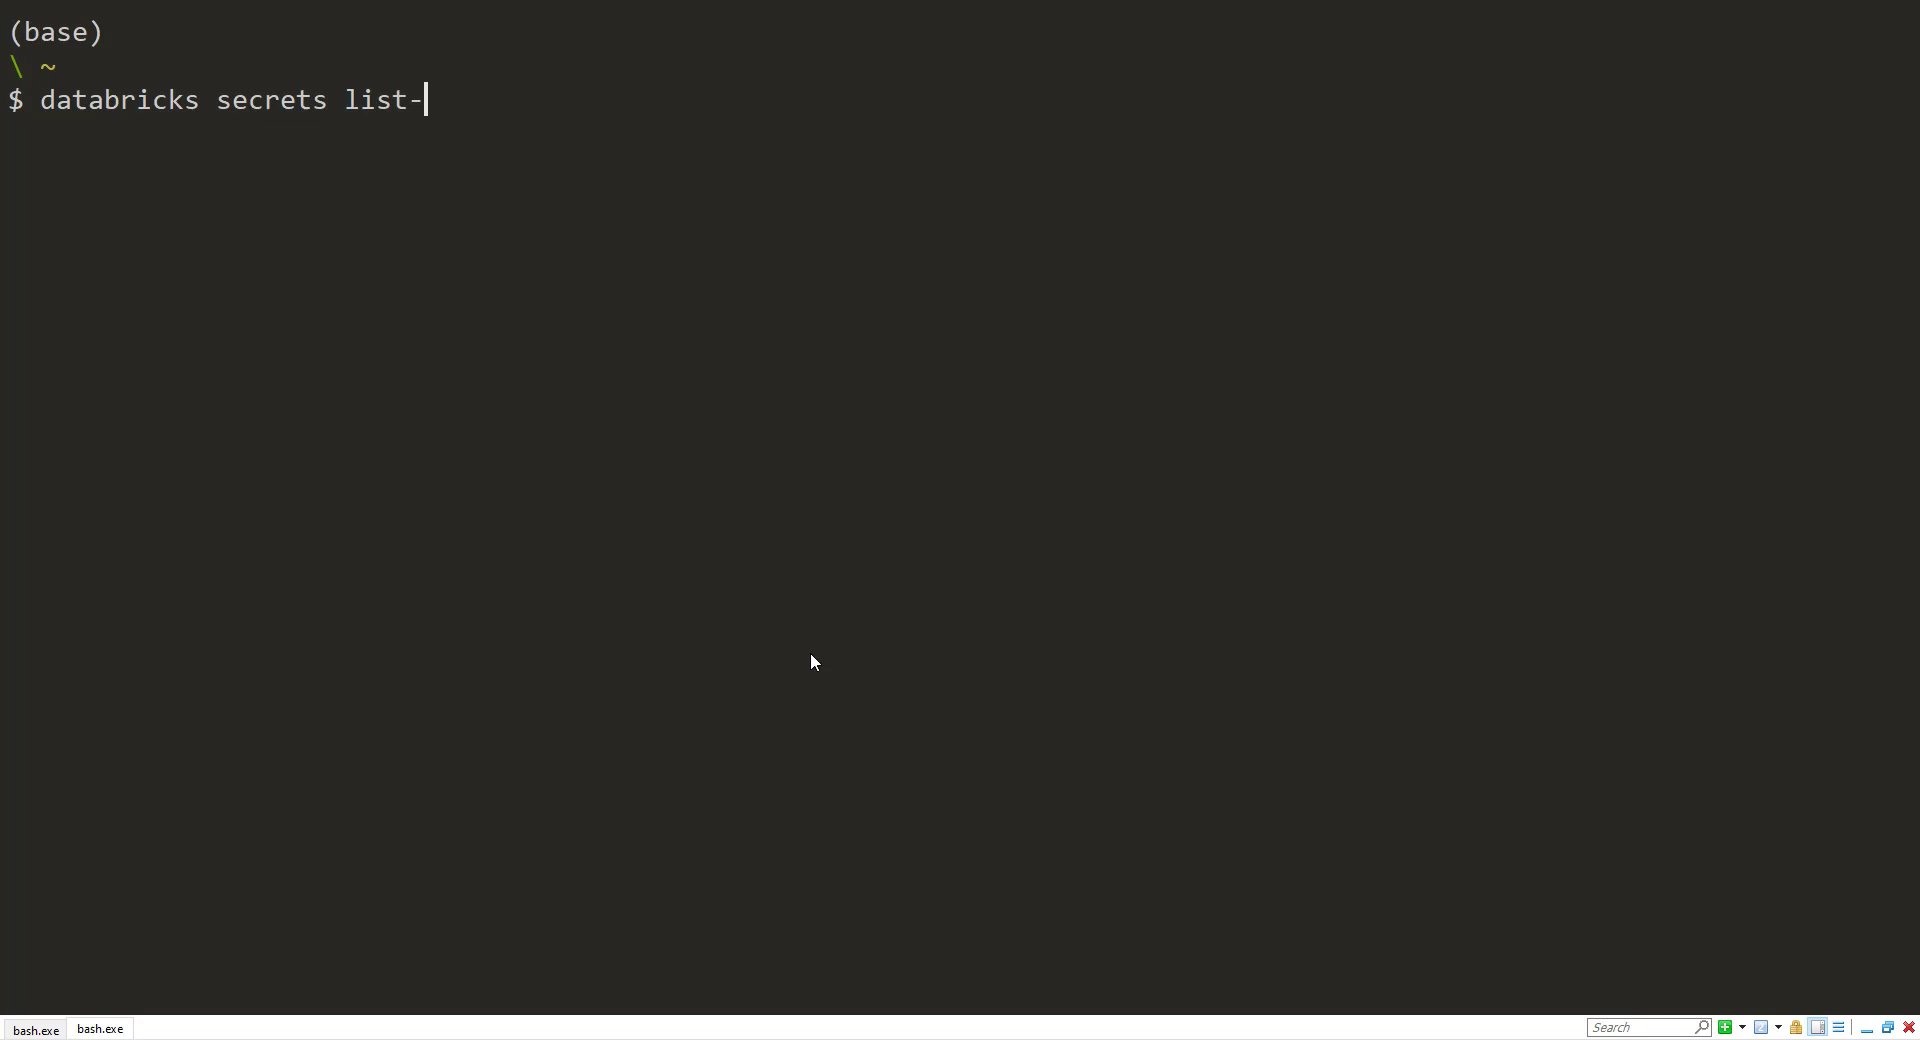 (base)
\ ~
$ databricks secrets list-
bash.exe
bash.exe
Search